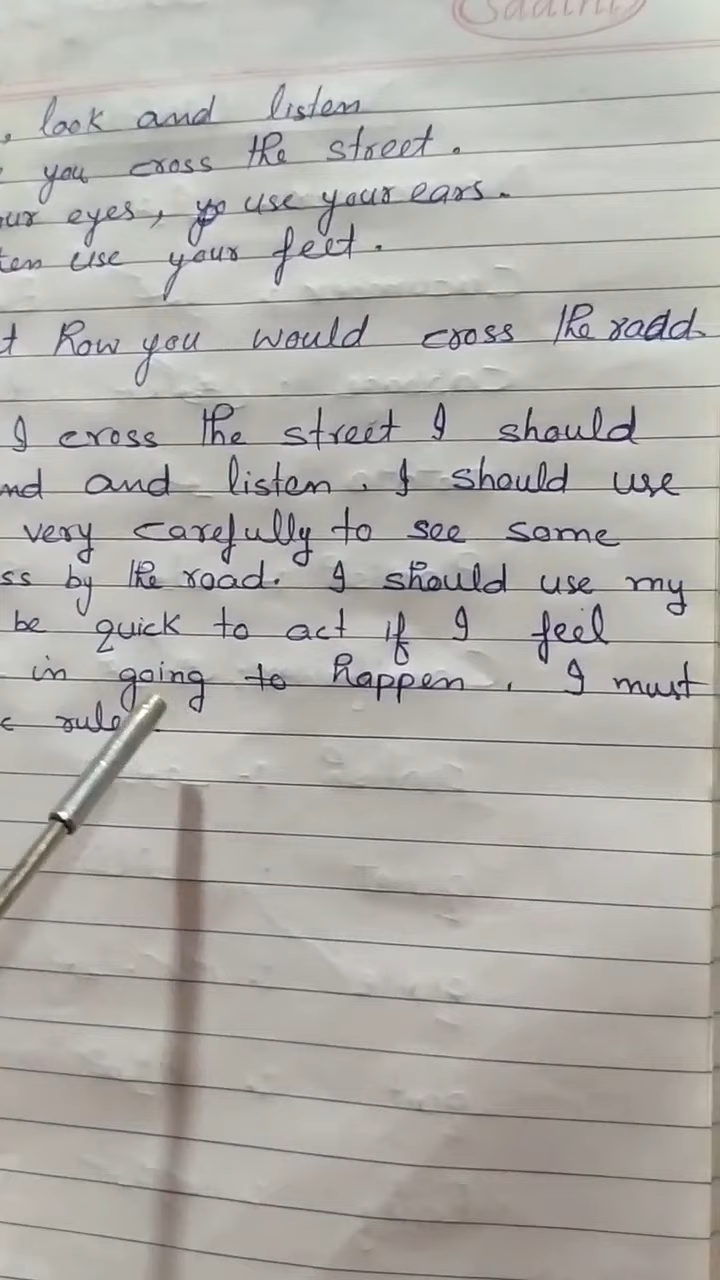 look and listen
you cross the street.
eyes, use your ears.
use your feet.
how you would cross the road.
I cross the street I should
and listen. I should use
very carefully to see some
by the road. I should use my
be quick to act if I feel
in going to happen. I must
rule